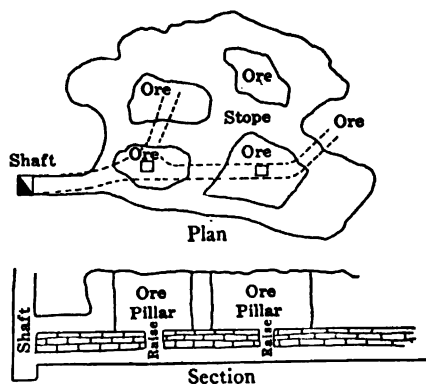 Ore
Ore
Stope
Shaft
Ore
Ore
Ore
Plan
Shaft
Ore
Pillar
Raise
Ore
Pillar
Raise
Section